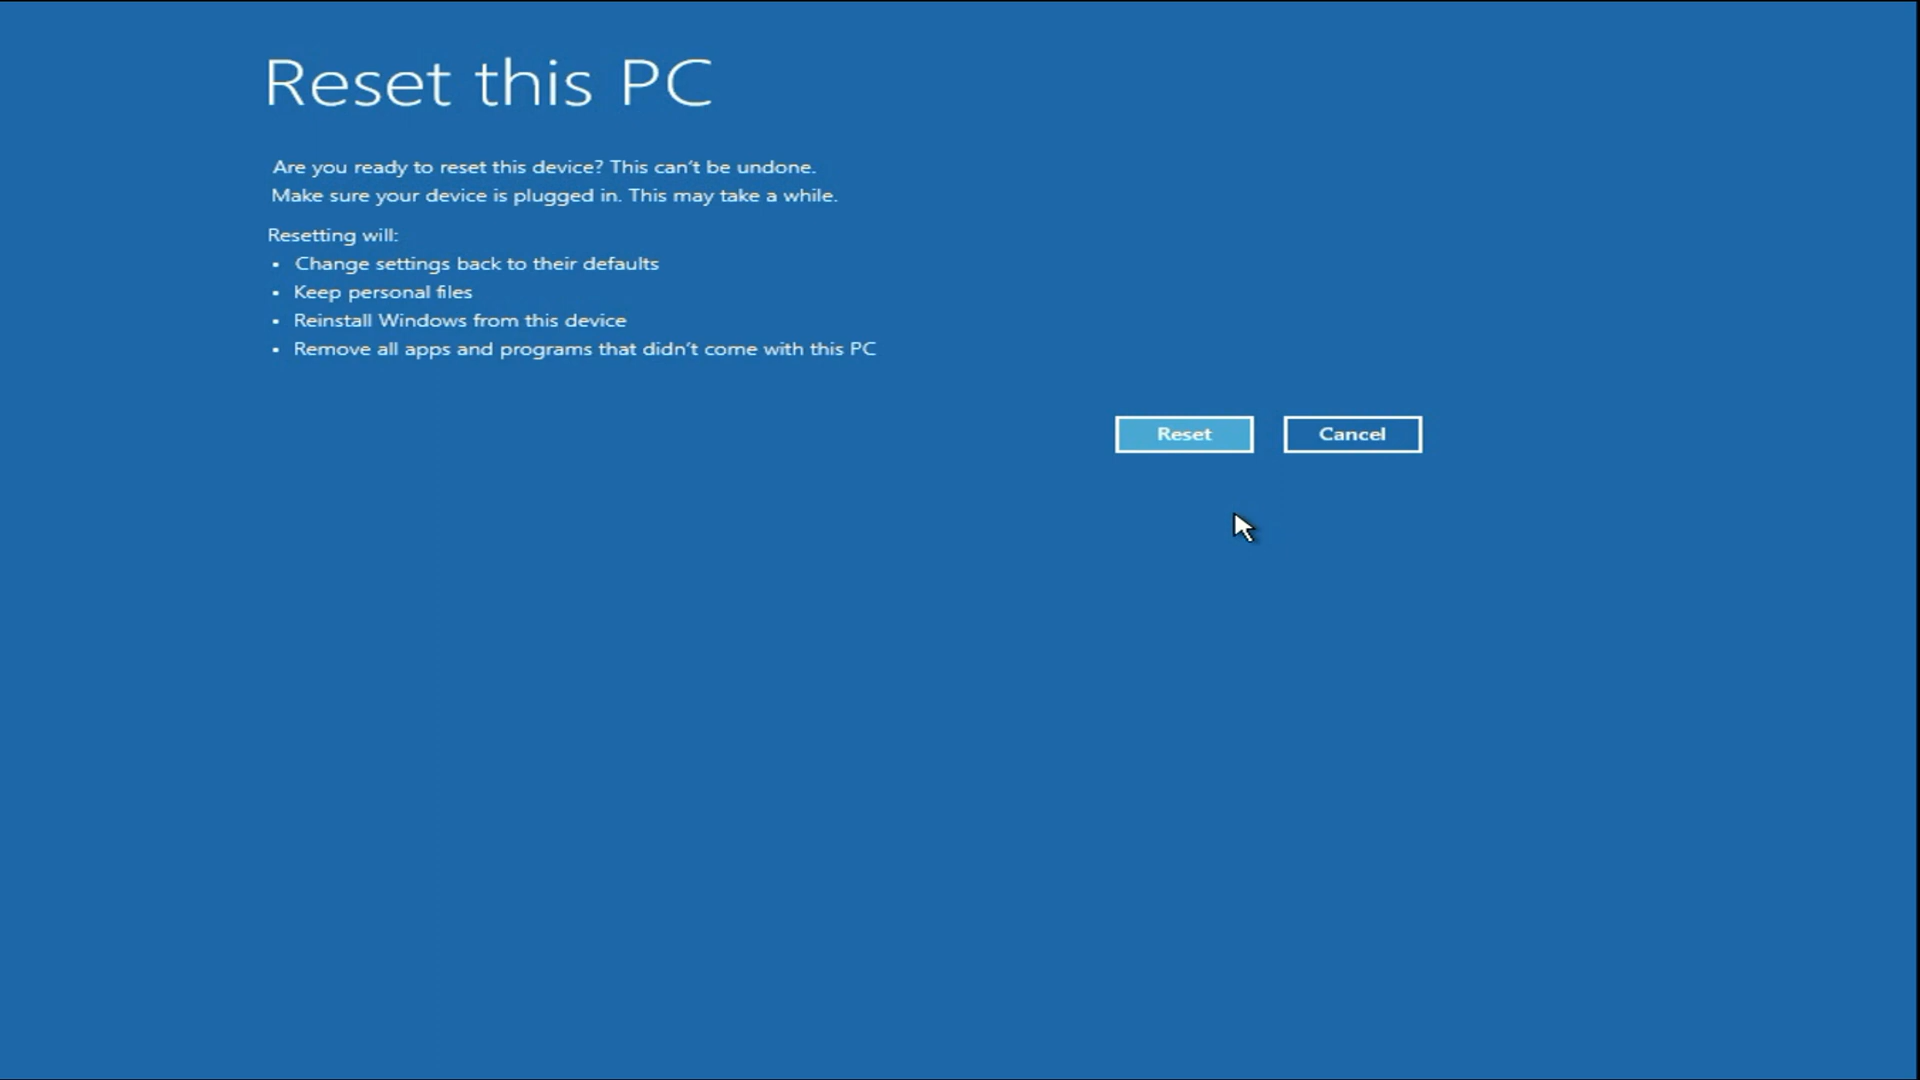 Reset this PC
Are you ready to reset this device? This can't be undone.
Make sure your device is plugged in. This may take a while.
Resetting will:
• Change settings back to their defaults
• Keep personal files
• Reinstall Windows from this device
• Remove all apps and programs that didn't come with this PC
Reset Cancel